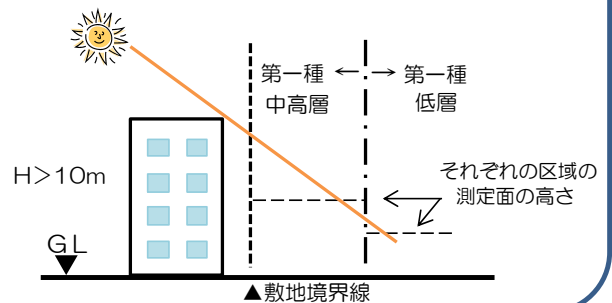 第一種 ← → 第一種
中高層 低層
H>10m
それぞれの区域の
測定面の高さ
GL
▲敷地境界線